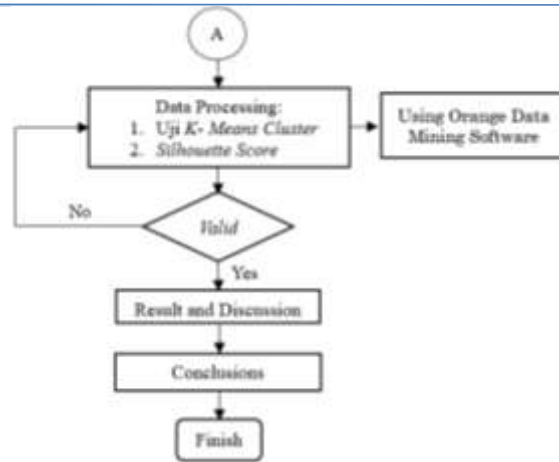 A
Data Processing:
1. Uji K- Means Cluster
2. Silhouette Score
Using Orange Data
Mining Software
No
Valid
Yes
Result and Discussion
Conclusions
Finish